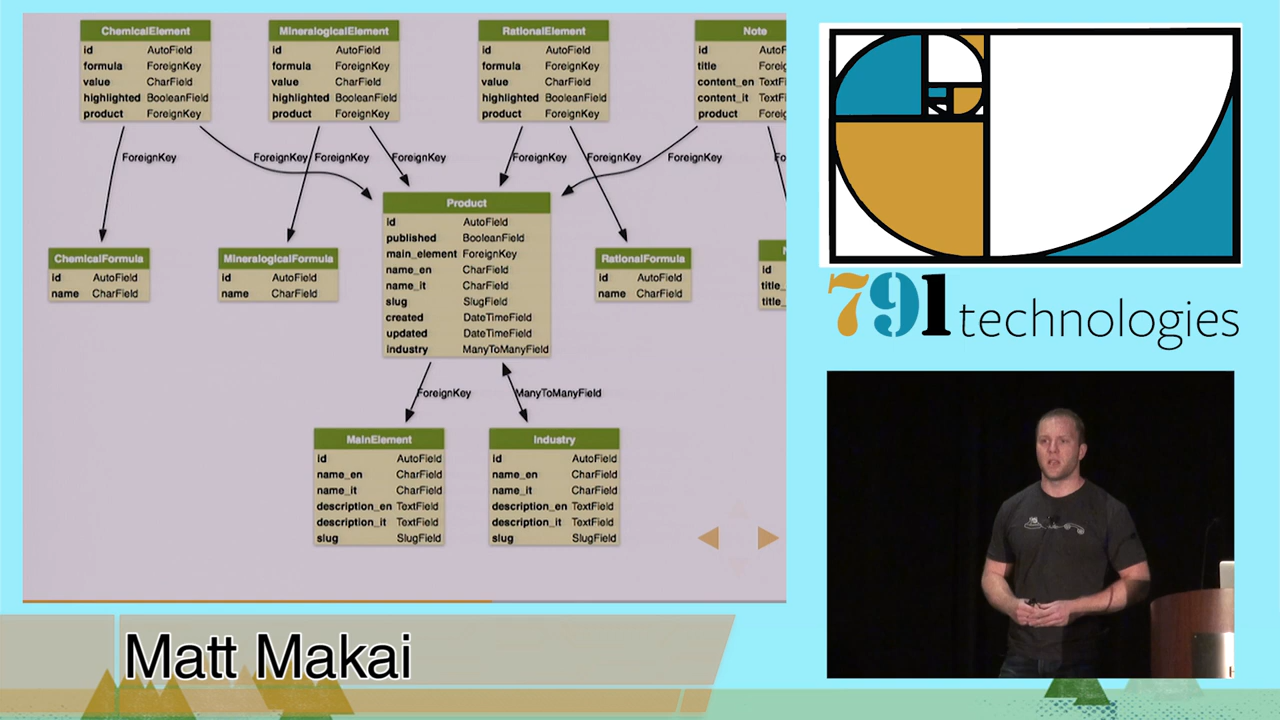 ChemicalElement
id AutoField
formula ForeignKey
value CharField
highlighted BooleanField
product ForeignKey
MineralogicalElement
id AutoField
formula ForeignKey
value CharField
highlighted BooleanField
product ForeignKey
RationalElement
id AutoField
formula ForeignKey
value CharField
highlighted BooleanField
product ForeignKey
Note
id AutoF
title Foreig
content_en TextFi
content_it TextFi
product Foreig
ForeignKey
ForeignKey
ForeignKey
ForeignKey
ForeignKey
ForeignKey
ForeignKey
Fo
Product
id AutoField
published BooleanField
main_element ForeignKey
name_en CharField
name_it CharField
slug SlugField
created DateTimeField
updated DateTimeField
industry ManyToManyField
ChemicalFormula
id AutoField
name CharField
MineralogicalFormula
id AutoField
name CharField
RationalFormula
id AutoField
name CharField
id
title_
title_
ForeignKey
ManyToManyField
MainElement
id AutoField
name_en CharField
name_it CharField
description_en TextField
description_it TextField
slug SlugField
Industry
id AutoField
name_en CharField
name_it CharField
description_en TextField
description_it TextField
slug SlugField
791 technologies
Matt Makai